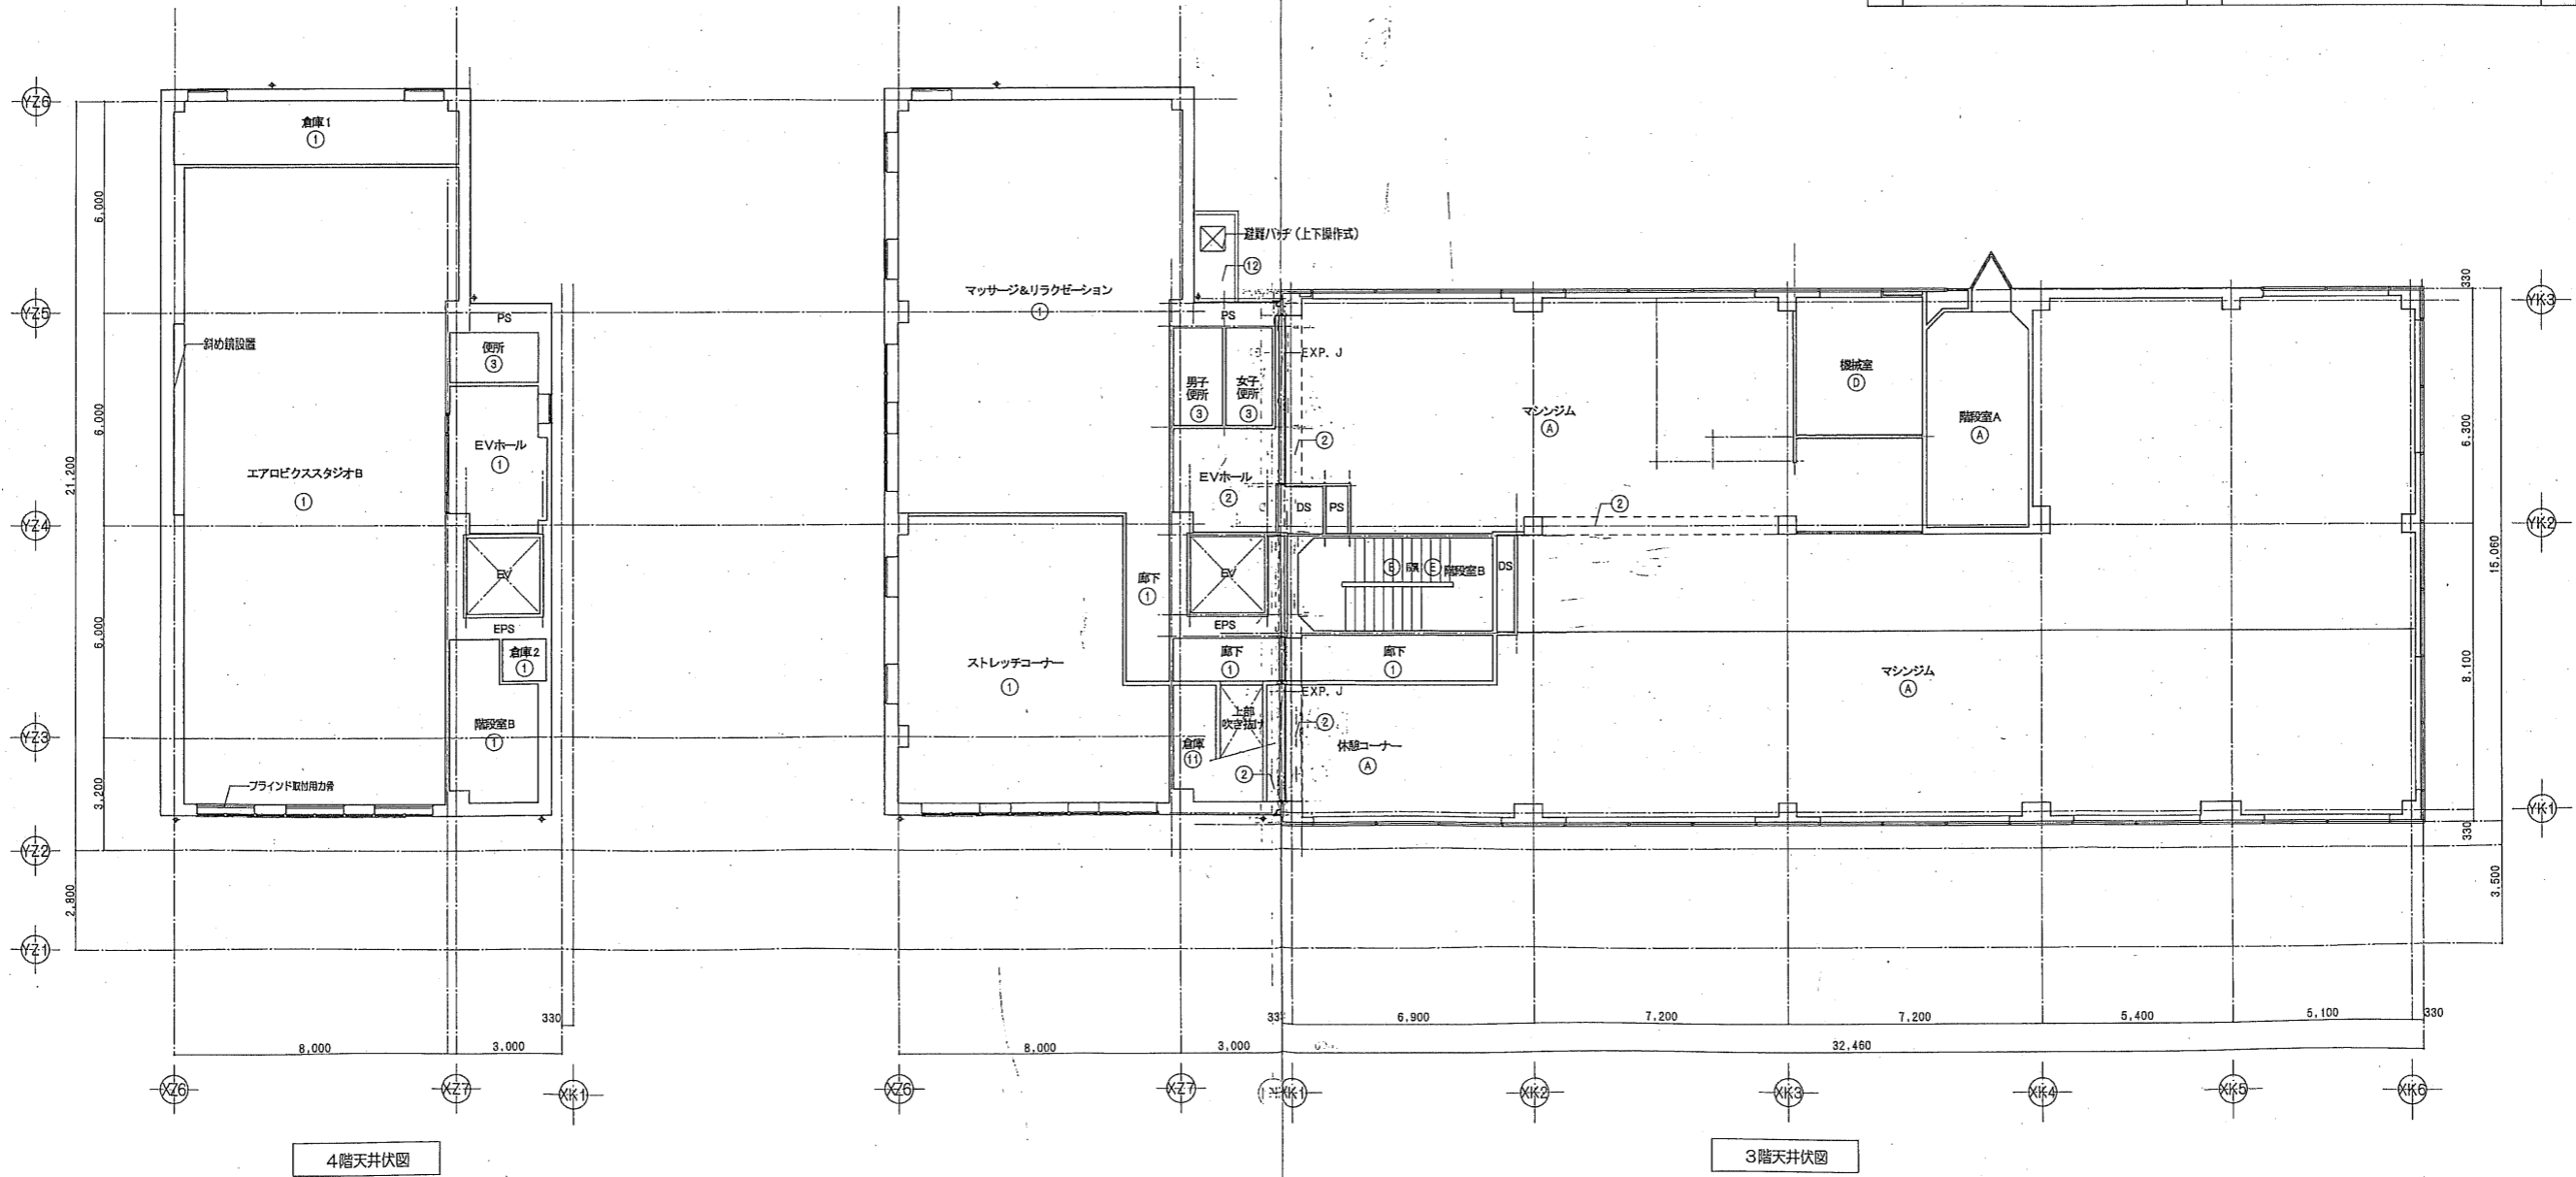 YZ6
YZ5
YZ4
YZ3
YZ2
YZ1
6,000
6,000
6,000
3,200
21,200
2,800
倉庫1
①
斜め鏡設置
エアロビクススタジオB
①
ブラインド取付用力骨
PS
便所
③
EVホール
①
EV
EPS
倉庫2
①
階段室B
①
330
8,000
3,000
XZ6
XZ7
XK1
4階天井伏図
マッサージ&リラクゼーション
①
避難ハッチ(上下操作式)
⑫
PS
EXP. J
男子
便所
③
女子
便所
③
②
EVホール
②
DS
PS
EV
EPS
廊下
①
ストレッチコーナー
①
廊下
①
廊下
①
EXP. J
上部
吹き抜け
②
倉庫
⑪
②
休憩コーナー
Ⓐ
マシンジム
Ⓐ
②
Ⓔ
Ⓔ
階段室B
DS
機械室
Ⓓ
階段室A
Ⓐ
マシンジム
Ⓐ
YK3
YK2
YK1
330
6,300
8,100
330
15,060
3,500
8,000
3,000
33
6,900
7,200
7,200
5,400
5,100
330
32,460
XZ6
XZ7
XK1
XK2
XK3
XK4
XK5
XK6
3階天井伏図